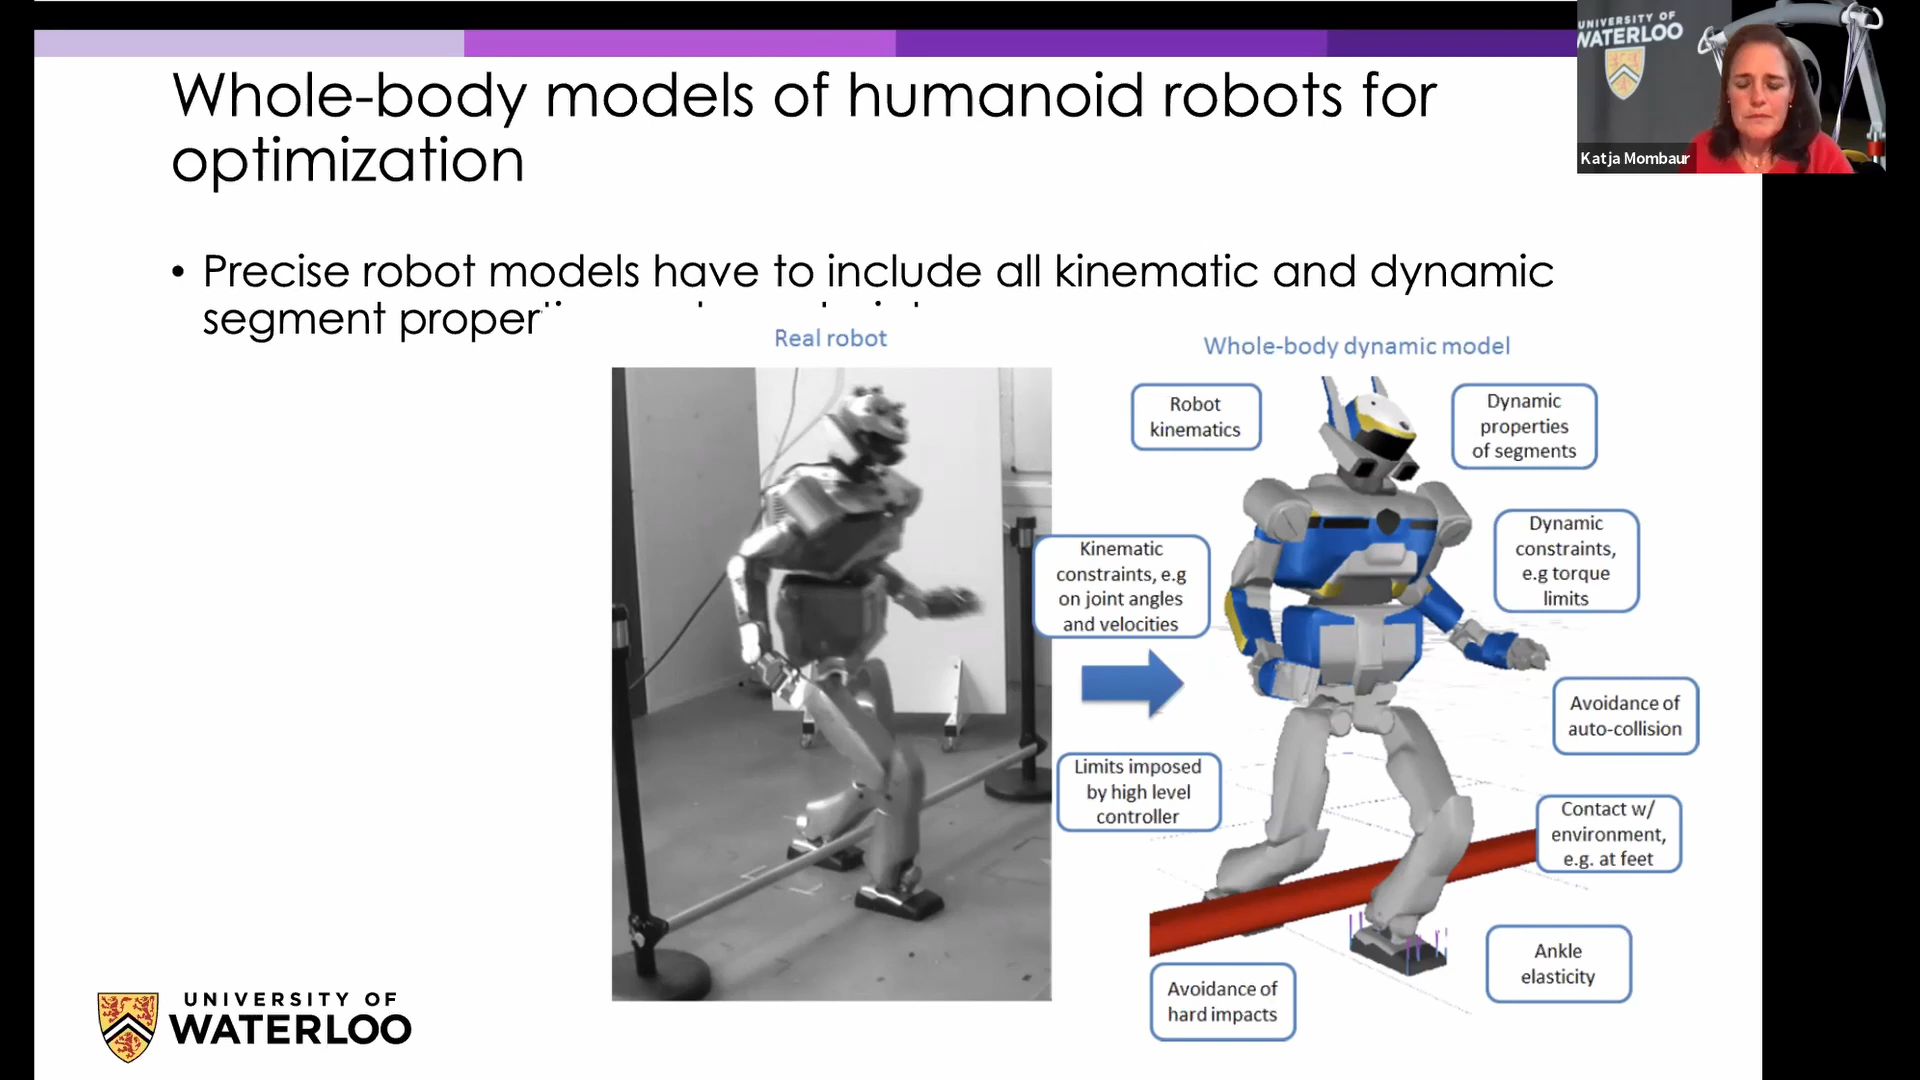 Whole-body models of humanoid robots for
optimization
• Precise robot models have to include all kinematic and dynamic
segment
Real robot
Whole-body dynamic model
Robot
kinematics
Dynamic
properties
of segments
Kinematic
constraints, e.g
on joint angles
and velocities
Dynamic
constraints,
e.g torque
limits
Avoidance of
auto-collision
Limits imposed
by high level
controller
Contact w/
environment,
e.g. at feet
Ankle
elasticity
Avoidance of
hard impacts
UNIVERSITY OF
WATERLOO
UNIVERSITY OF
WATERLOO
Katja Mombaur